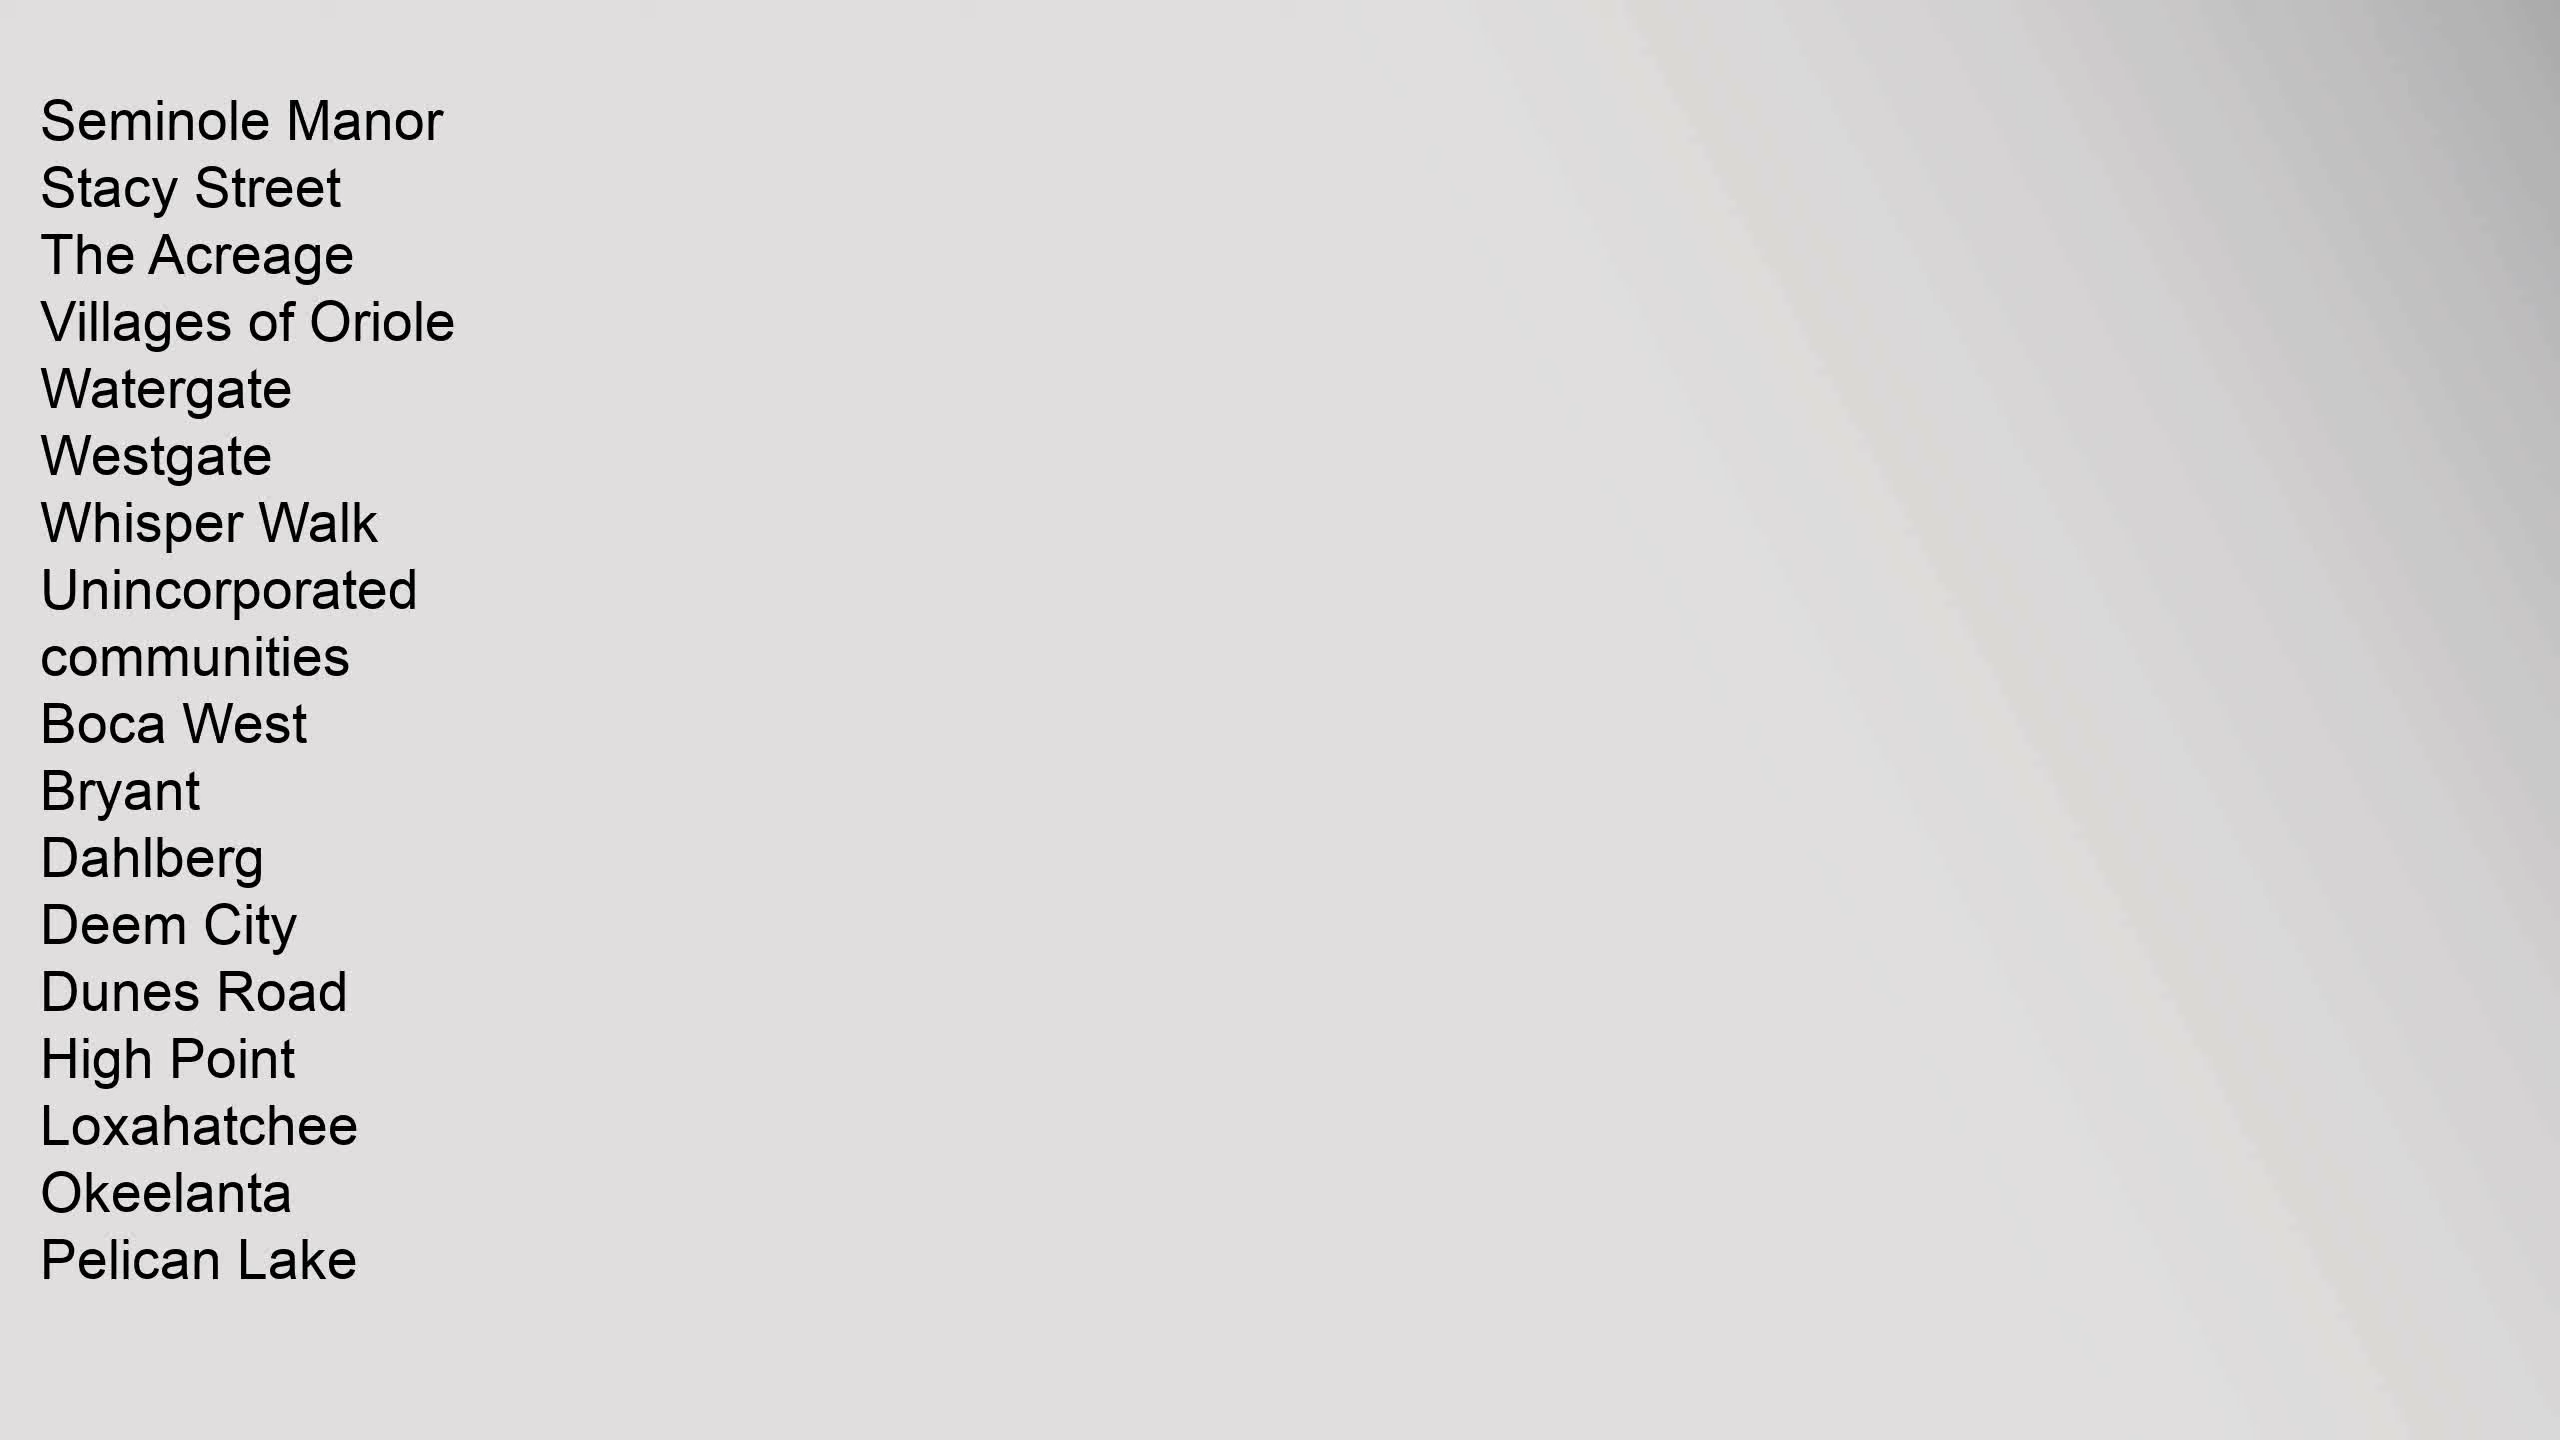 Seminole Manor
Stacy Street
The Acreage
Villages of Oriole
Watergate
Westgate
Whisper Walk
Unincorporated
communities
Boca West
Bryant
Dahlberg
Deem City
Dunes Road
High Point
Loxahatchee
Okeelanta
Pelican Lake